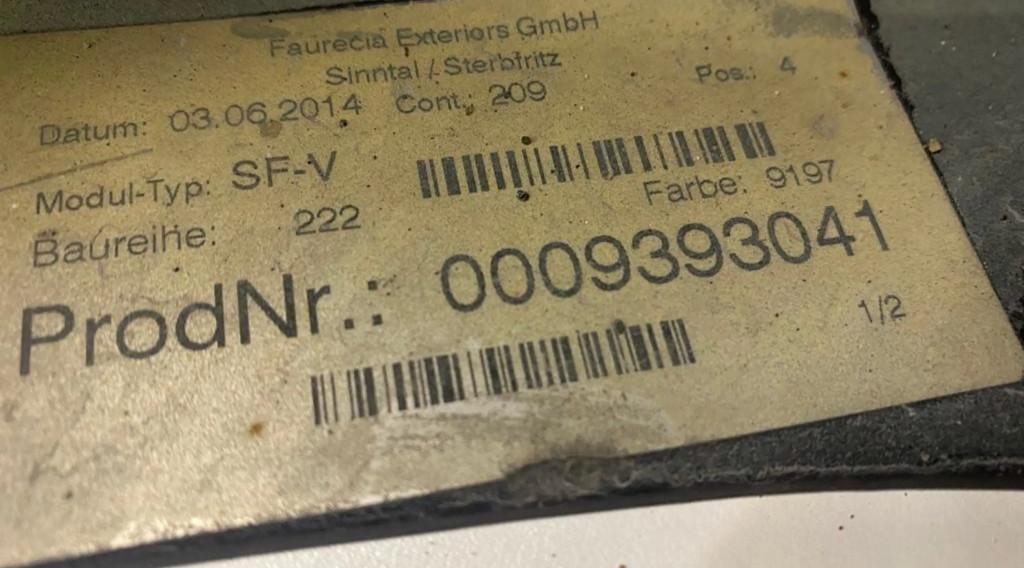 Faurecia Exteriors GmbH
Sinntal / Sterbfritz
Datum: 03.06.2014 Cont.: 209 Pos.: 4
Modul-Typ: SF-V
Farbe: 9197
Baureihe: 222
ProdNr.: 0009393041
1/2